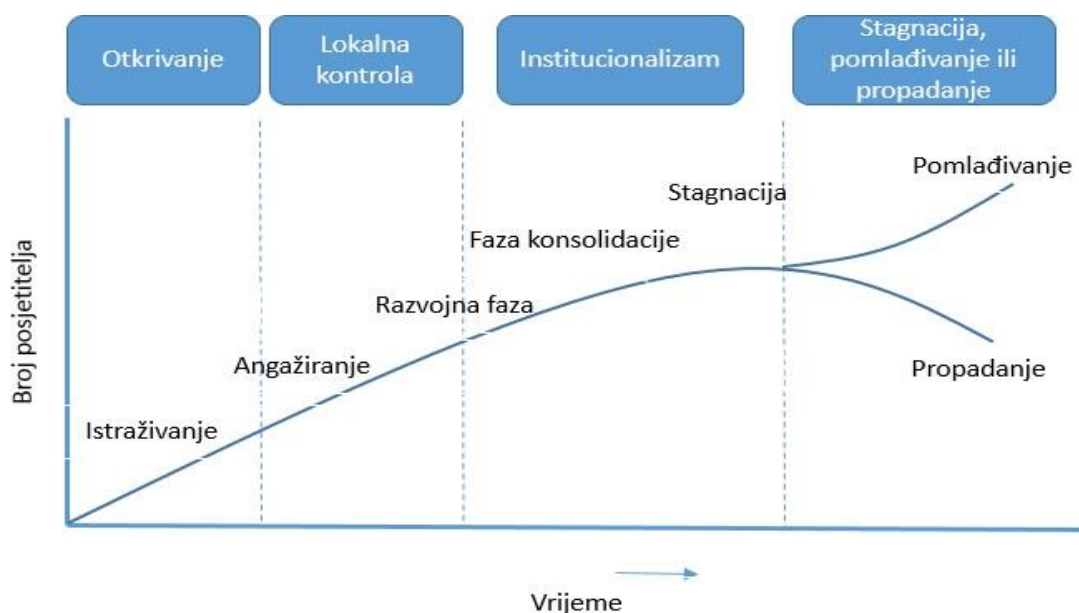 Otkrivanje
Lokalna
kontrola
Institucionalizam
Stagnacija,
pomlađivanje ili
propadanje
Pomlađivanje
Stagnacija
Faza konsolidacije
Razvojna faza
Angažiranje
Propadanje
Istraživanje
Broj posjetitelja
Vrijeme